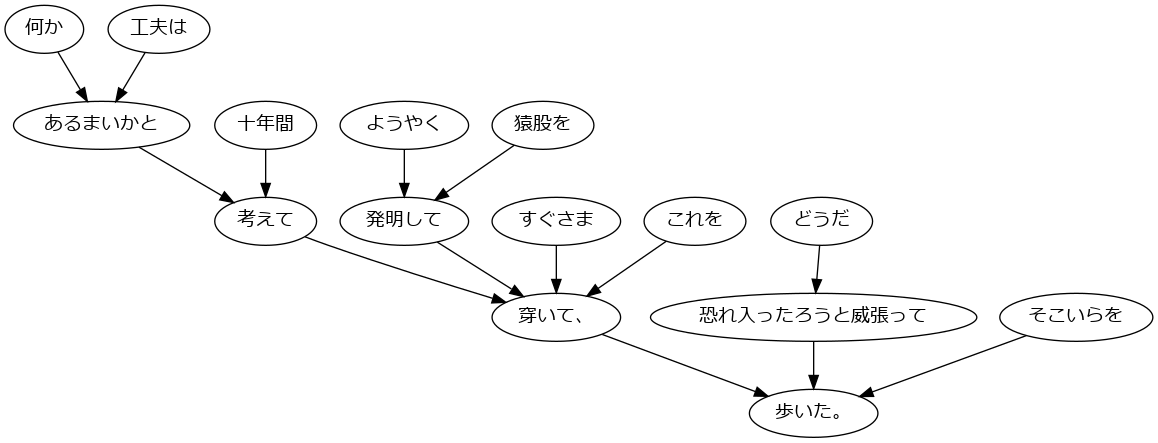 何か 工夫は
あるまいかと 十年間 ようやく 猿股を
考えて 発明して すぐさま これを どうだ
穿いて、 恐れ入ったろうと威張って そこいらを
歩いた。